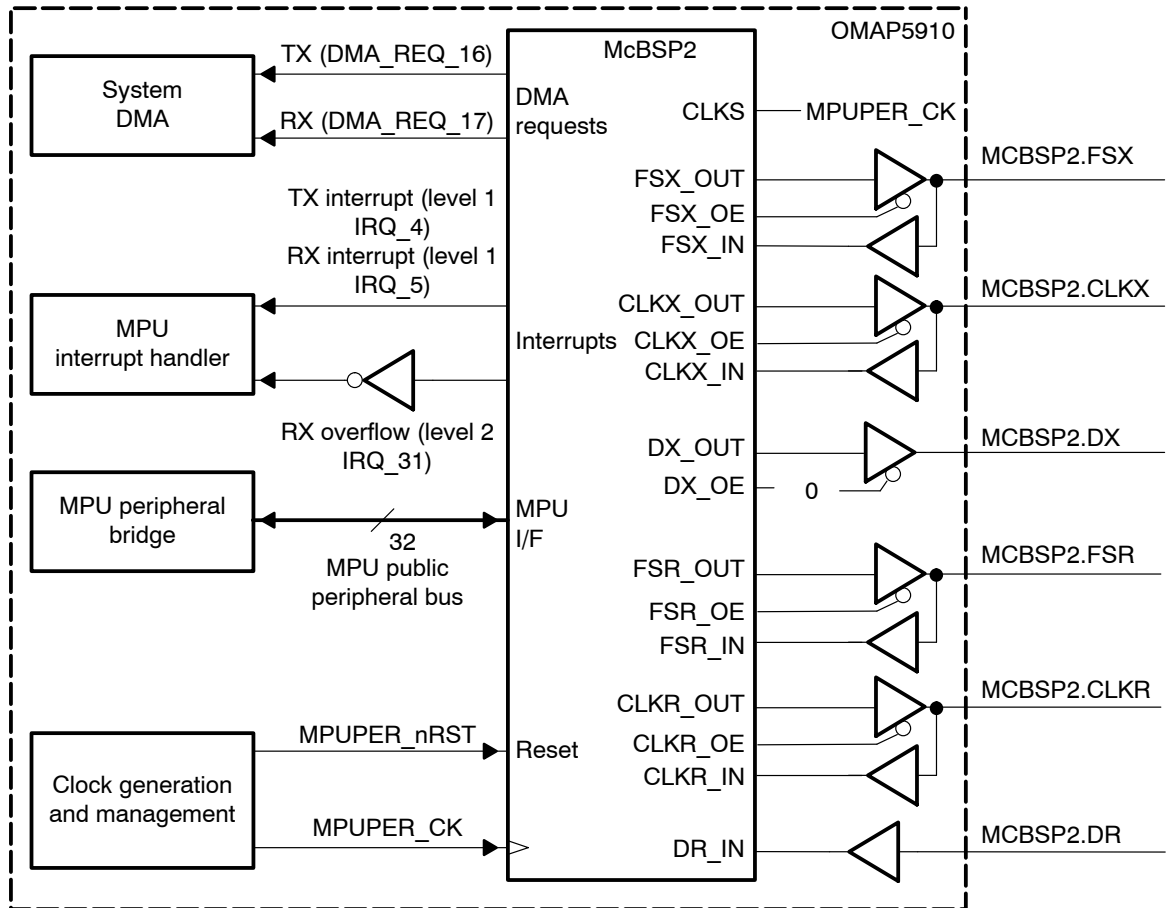 OMAP5910
McBSP2
System
DMA
TX (DMA_REQ_16)
RX (DMA_REQ_17)
DMA
requests
TX interrupt (level 1
IRQ_4)
RX interrupt (level 1
IRQ_5)
MPU
interrupt handler
Interrupts
RX overflow (level 2
IRQ_31)
MPU peripheral
bridge
32
MPU public
peripheral bus
MPU
I/F
Clock generation
and management
MPUPER_nRST
Reset
MPUPER_CK
CLKS
MPUPER_CK
FSX_OUT
FSX_OE
FSX_IN
MCBSP2.FSX
CLKX_OUT
CLKX_OE
CLKX_IN
MCBSP2.CLKX
DX_OUT
DX_OE
0
MCBSP2.DX
FSR_OUT
FSR_OE
FSR_IN
MCBSP2.FSR
CLKR_OUT
CLKR_OE
CLKR_IN
MCBSP2.CLKR
DR_IN
MCBSP2.DR